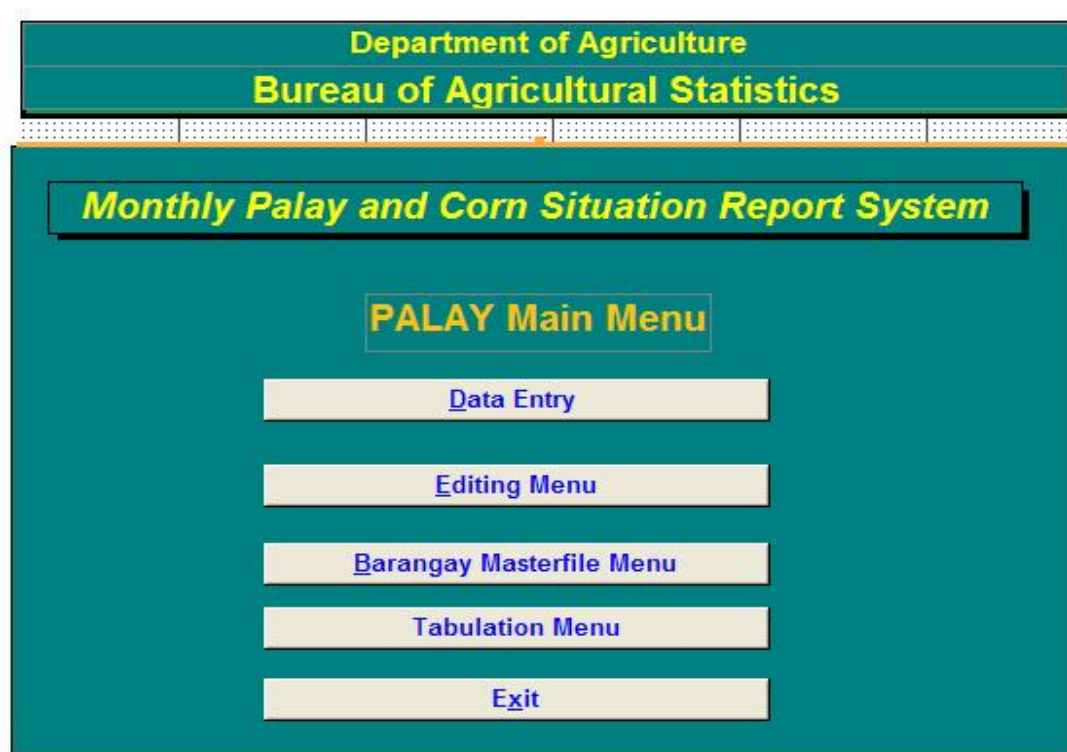 Department of Agriculture
Bureau of Agricultural Statistics
Monthly Palay and Corn Situation Report System
PALAY Main Menu
Data Entry
Editing Menu
Barangay Masterfile Menu
Tabulation Menu
Exit